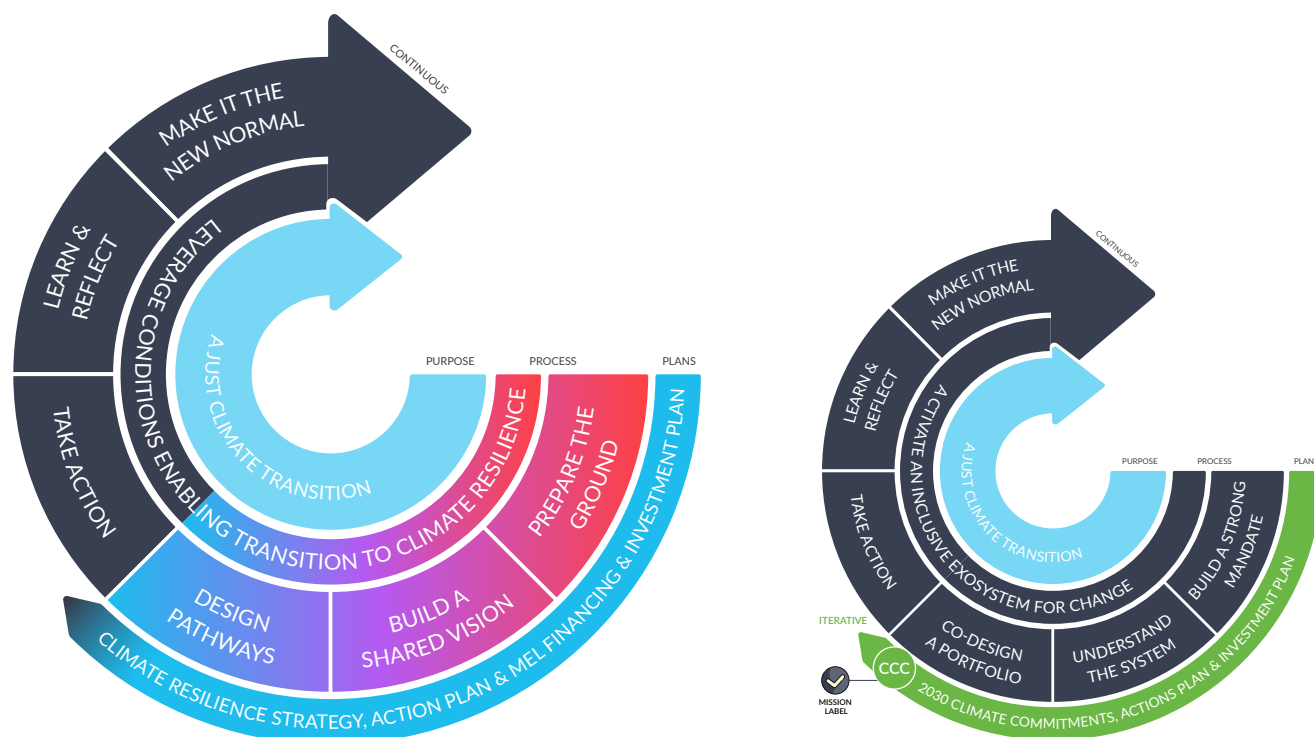 CONTINUOUS
MAKE IT THE
NEW NORMAL
LEARN &
REFLECT
TAKE ACTION
LEVERAGE CONDITIONS ENABLING TRANSITION TO CLIMATE RESILIENCE
A JUST CLIMATE TRANSITION
PURPOSE
PROCESS
PLANS
PREPARE THE
GROUND
BUILD A
SHARED VISION
DESIGN
PATHWAYS
CLIMATE RESILIENCE STRATEGY, ACTION PLAN & MEL FINANCING & INVESTMENT PLAN
CONTINUOUS
MAKE IT THE
NEW NORMAL
LEARN &
REFLECT
TAKE ACTION
ACTIVATE AN INCLUSIVE EXOSYSTEM FOR CHANGE
A JUST CLIMATE TRANSITION
PURPOSE
PROCESS
PLAN
BUILD A STRONG
MANDATE
UNDERSTAND
THE SYSTEM
CO-DESIGN
A PORTFOLIO
ITERATIVE
CCC
MISSION
LABEL
2030 CLIMATE COMMITMENTS, ACTIONS PLAN & INVESTMENT PLAN